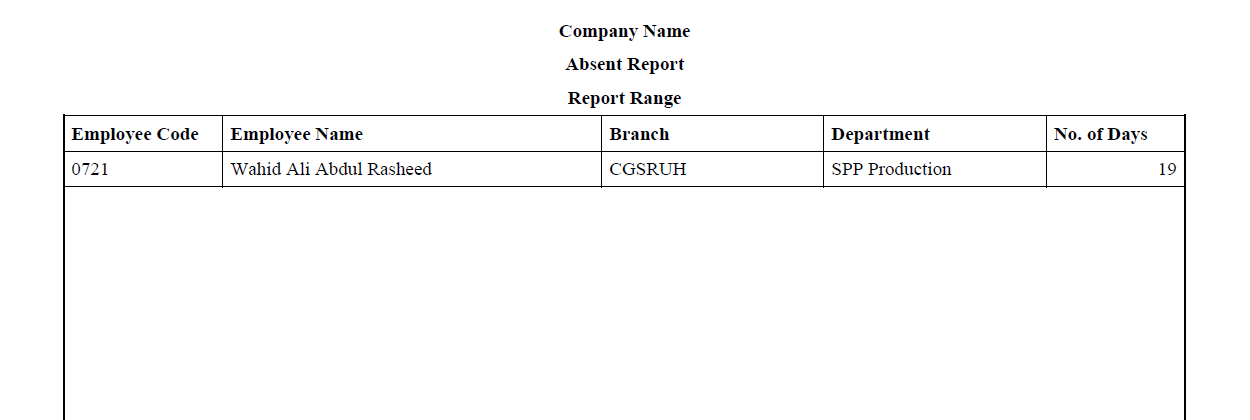 Company Name
Absent Report
Report Range
Employee Code Employee Name Branch Department No. of Days
0721 Wahid Ali Abdul Rasheed CGSRUH SPP Production 19